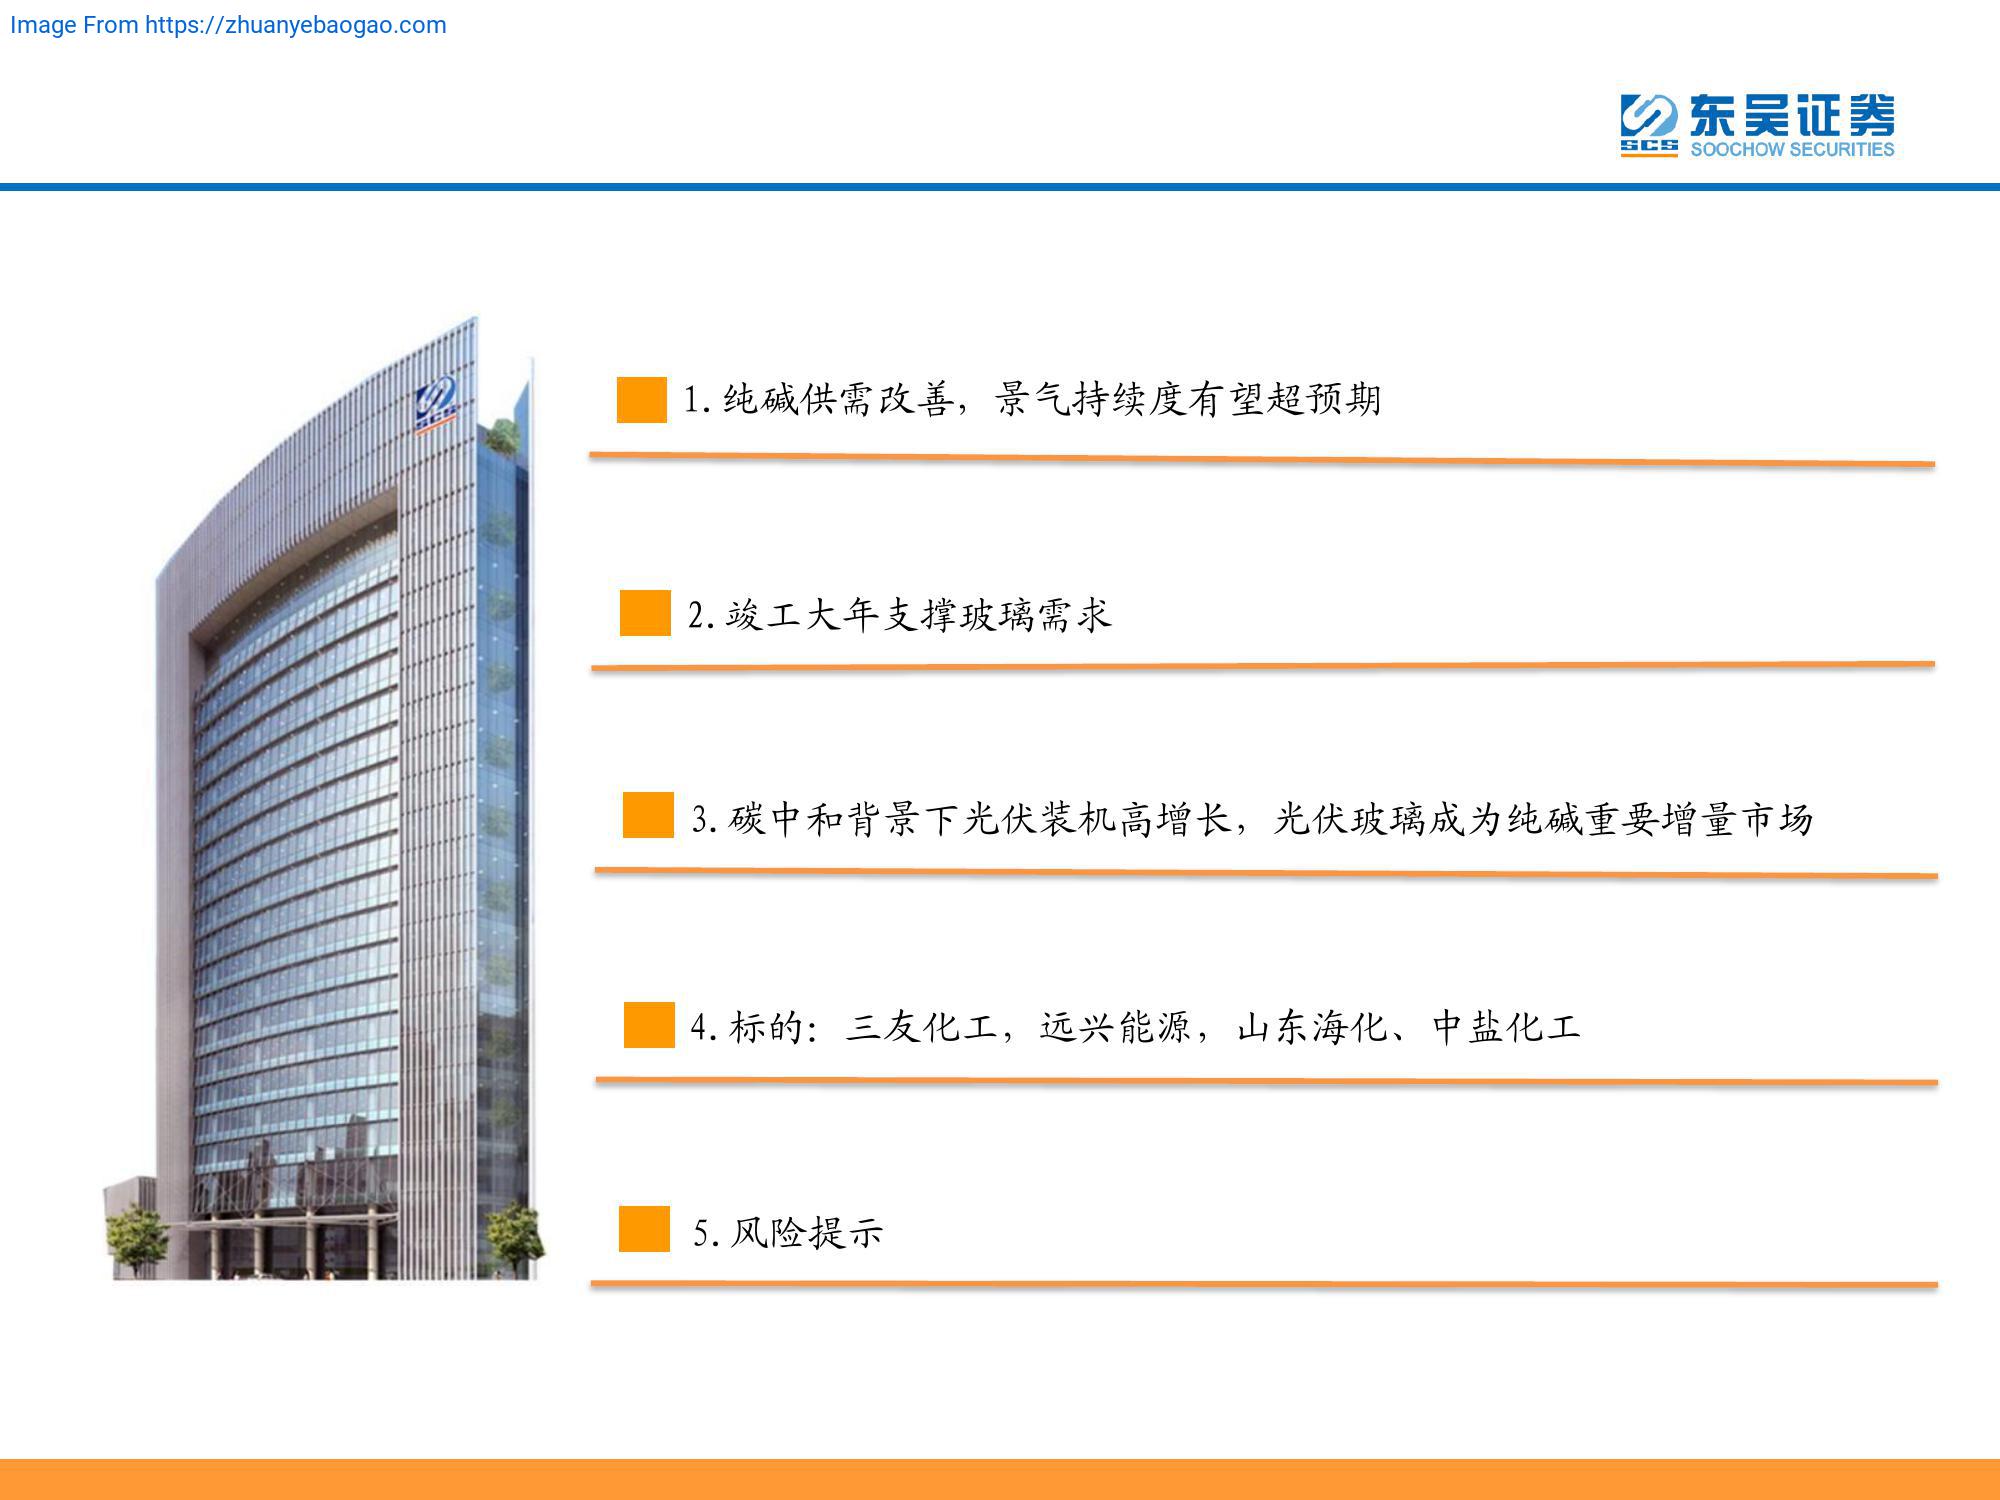 Image From https://zhuanyebaogao.com
东吴证券
SCS
SOOCHOW SECURITIES
SCS
1. 纯碱供需改善，景气持续度有望超预期
2. 竣工大年支撑玻璃需求
3. 碳中和背景下光伏装机高增长，光伏玻璃成为纯碱重要增量市场
4. 标的：三友化工，远兴能源，山东海化、中盐化工
5. 风险提示